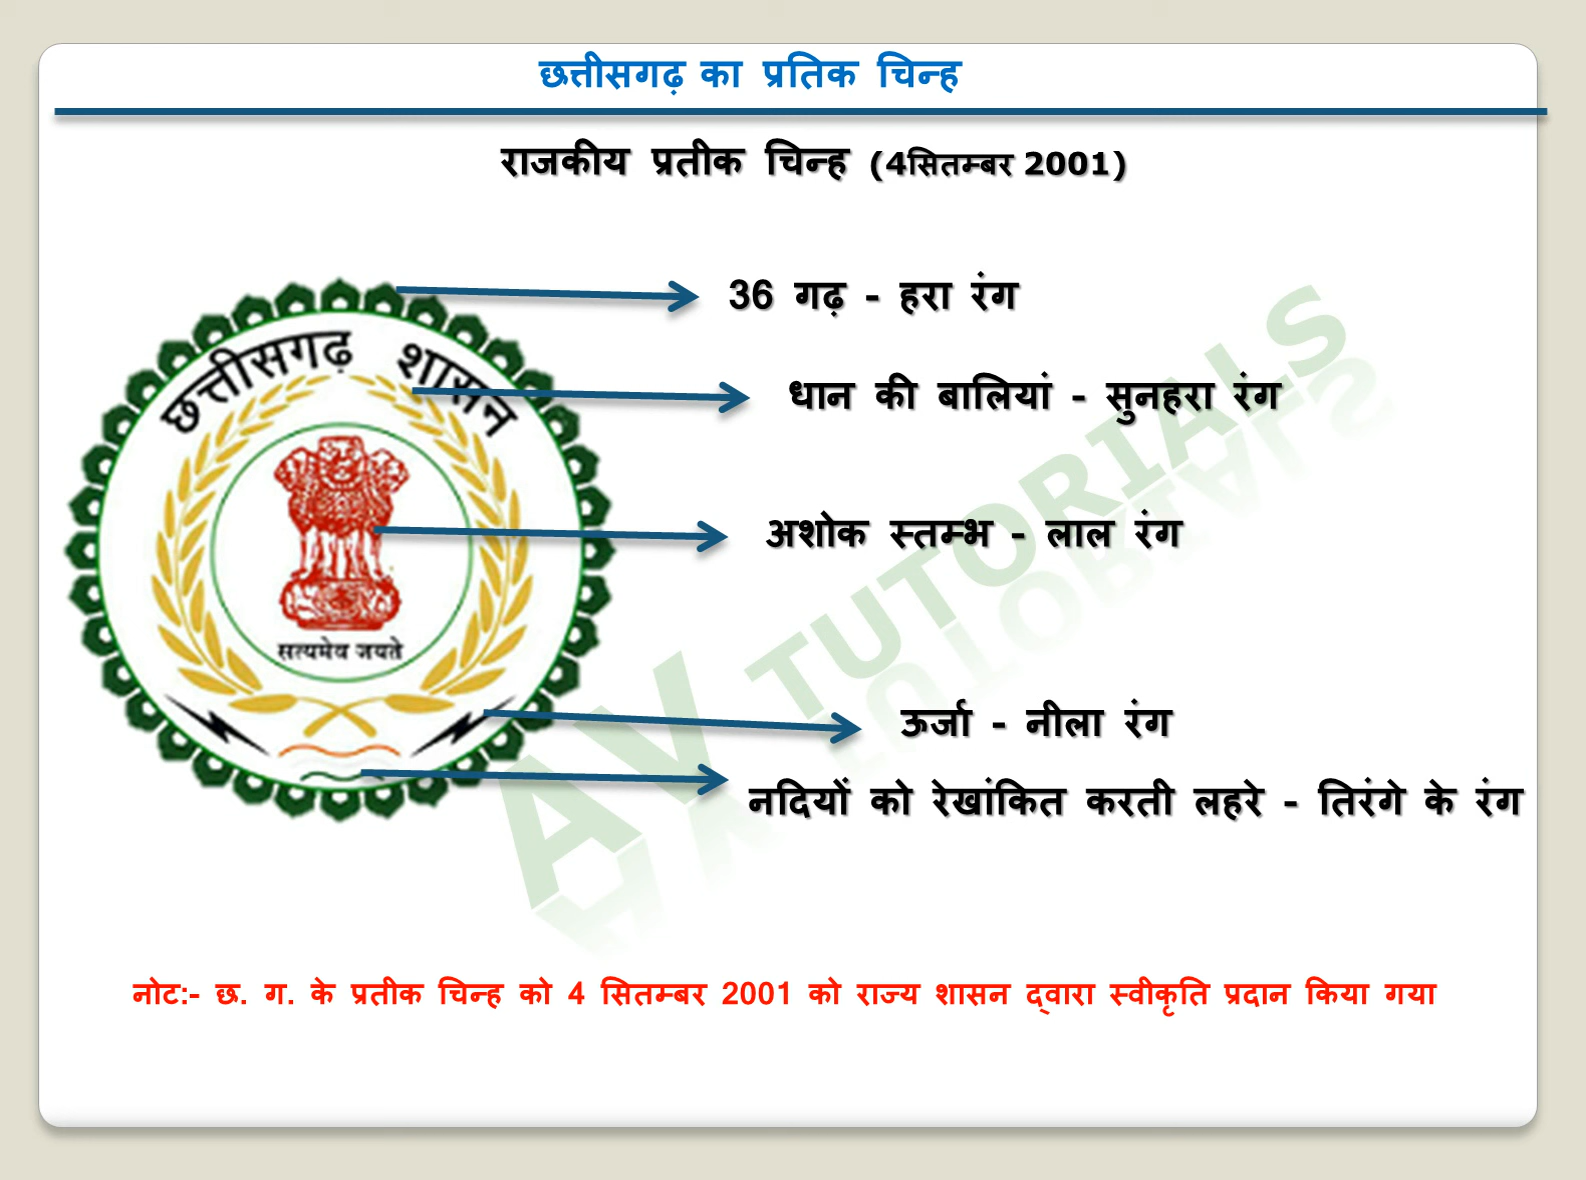 छत्तीसगढ़ का प्रतिक चिन्ह
राजकीय प्रतीक चिन्ह (4सितम्बर 2001)
36 गढ़ - हरा रंग
छत्तीसगढ़ शासन
धान की बालियां - सुनहरा रंग
अशोक स्तम्भ - लाल रंग
सत्यमेव जयते
ऊर्जा - नीला रंग
नदियों को रेखांकित करती लहरे - तिरंगे के रंग
AV TUTORIALS
नोट:- छ. ग. के प्रतीक चिन्ह को 4 सितम्बर 2001 को राज्य शासन द्वारा स्वीकृति प्रदान किया गया